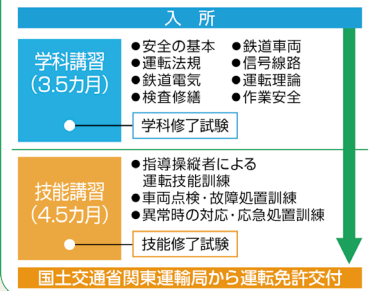 入所
学科講習
(3.5カ月)
●安全の基本
●鉄道車両
●運転法規
●信号線路
●鉄道電気
●運転理論
●検査修繕
●作業安全
学科修了試験
技能講習
(4.5カ月)
●指導操縦者による
運転技能訓練
●車両点検・故障処置訓練
●異常時の対応・応急処置訓練
技能修了試験
国土交通省関東運輸局から運転免許交付